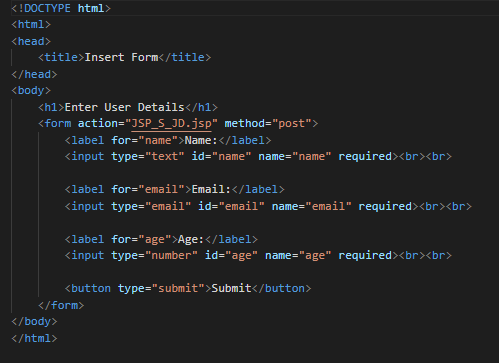 <!DOCTYPE html>
<html>
<head>
    <title>Insert Form</title>
</head>
<body>
    <h1>Enter User Details</h1>
    <form action="JSP_S_JD.jsp" method="post">
        <label for="name">Name:</label>
        <input type="text" id="name" name="name" required><br><br>

        <label for="email">Email:</label>
        <input type="email" id="email" name="email" required><br><br>

        <label for="age">Age:</label>
        <input type="number" id="age" name="age" required><br><br>

        <button type="submit">Submit</button>
    </form>
</body>
</html>